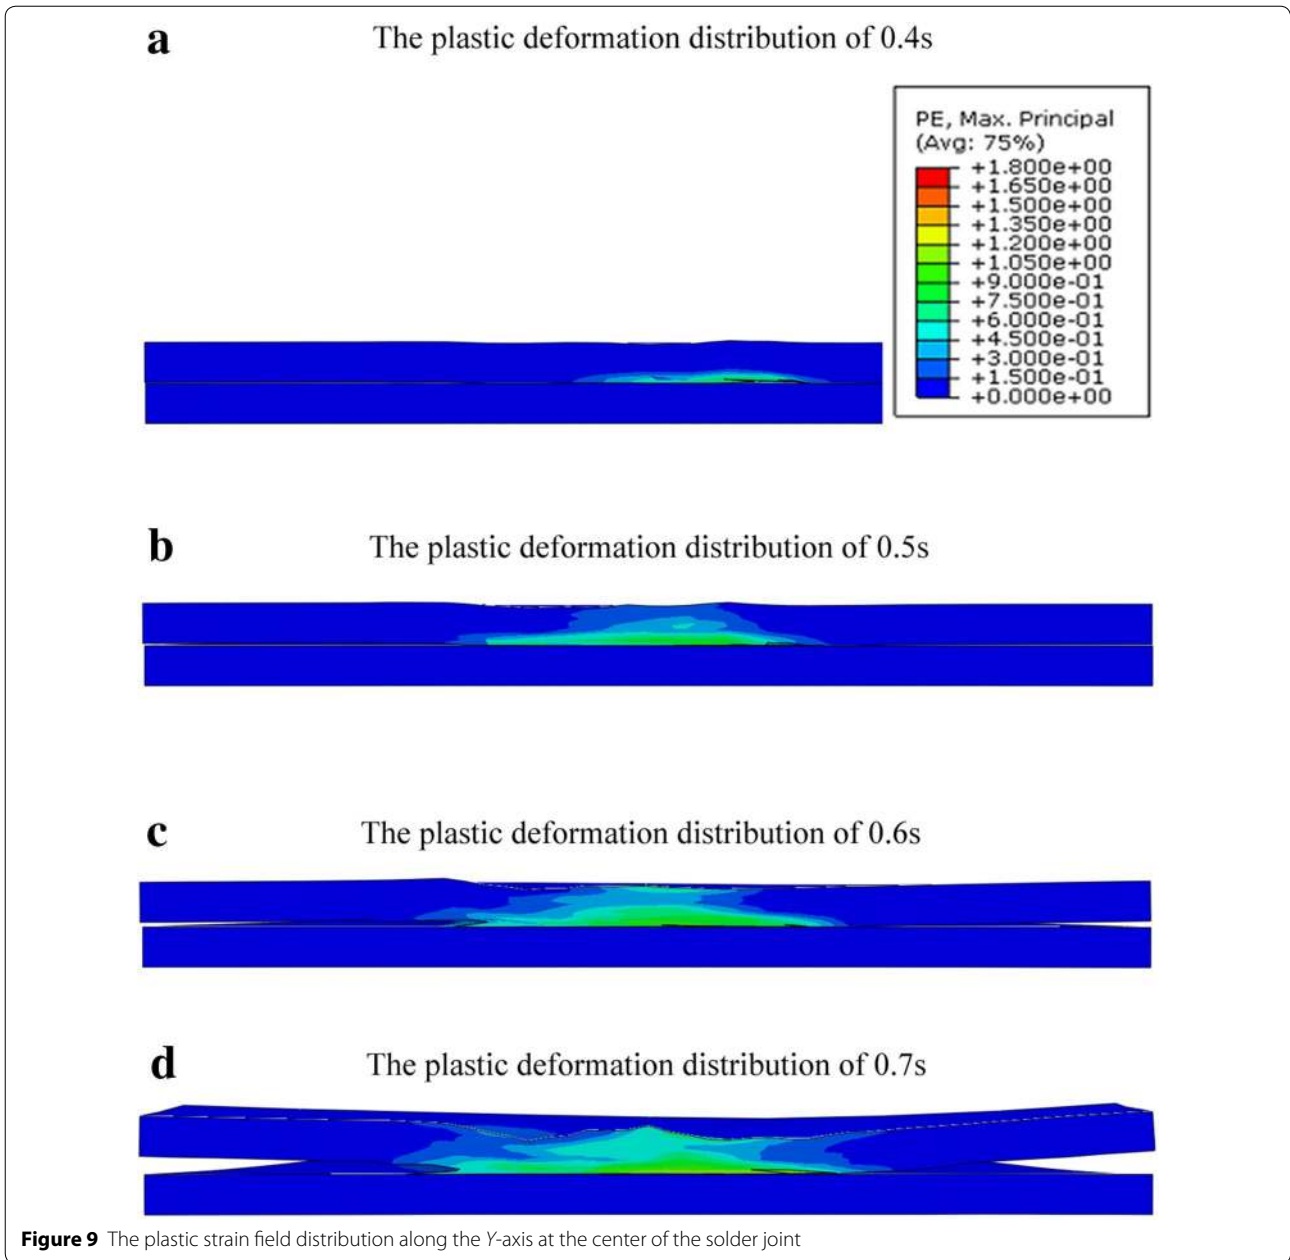 a
The plastic deformation distribution of 0.4s
PE, Max. Principal
(Avg: 75%)
+1.800e+00
+1.650e+00
+1.500e+00
+1.350e+00
+1.200e+00
+1.050e+00
+9.000e-01
+7.500e-01
+6.000e-01
+4.500e-01
+3.000e-01
+1.500e-01
+0.000e+00
b
The plastic deformation distribution of 0.5s
c
The plastic deformation distribution of 0.6s
d
The plastic deformation distribution of 0.7s
Figure 9 The plastic strain field distribution along the Y-axis at the center of the solder joint